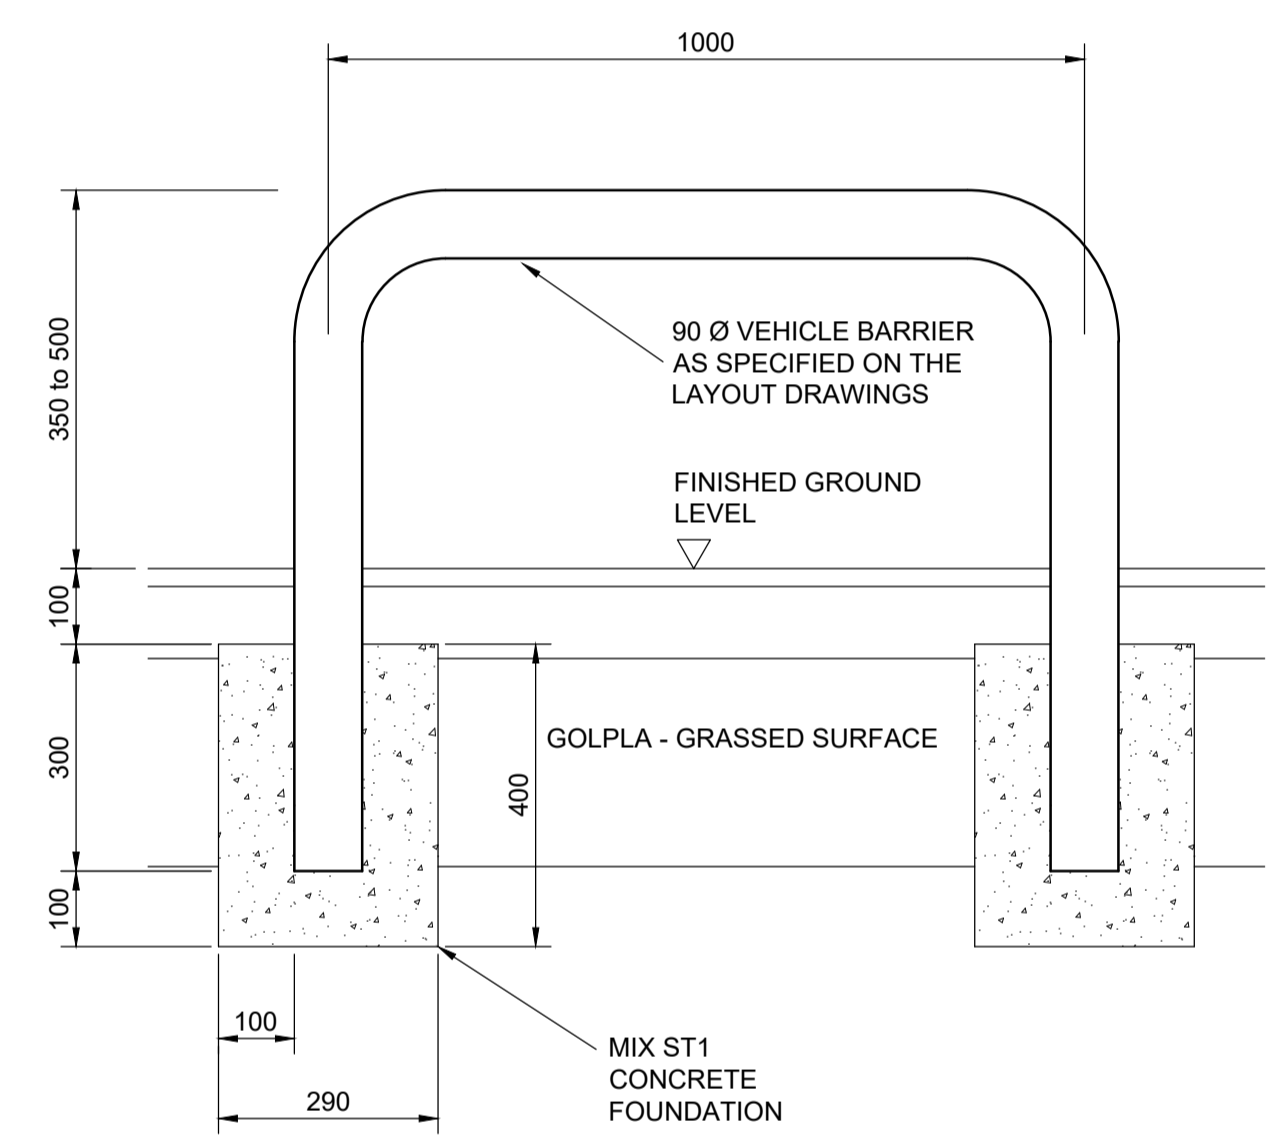 1000
350 to 500
90 Ø VEHICLE BARRIER
AS SPECIFIED ON THE
LAYOUT DRAWINGS
FINISHED GROUND
LEVEL
100
300
GOLPLA - GRASSED SURFACE
400
100
100
290
MIX ST1
CONCRETE
FOUNDATION